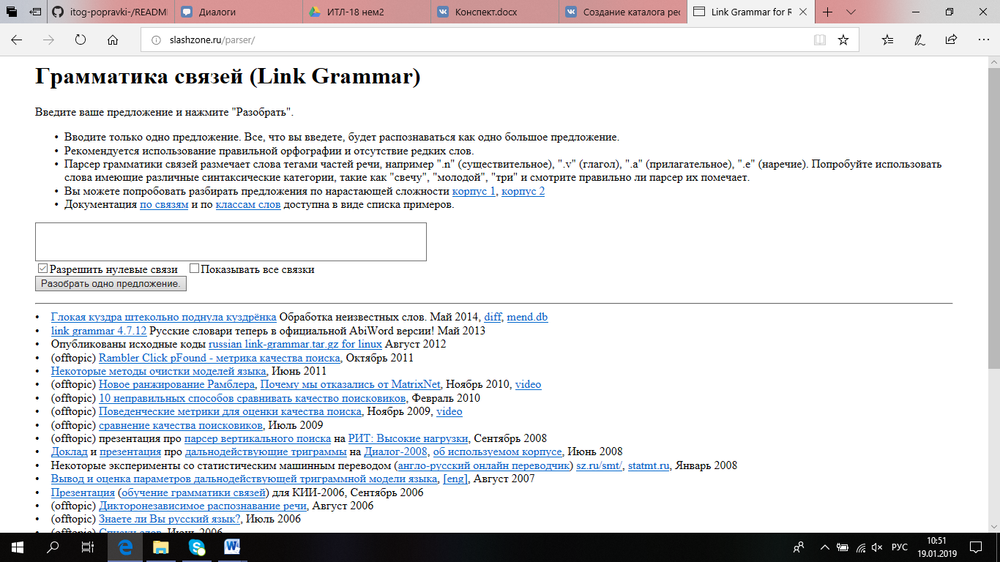 itog-popravki-/READMI
Диалоги
ИТЛ-18 нем2
Конспект.docx
Создание каталога рес
Link Grammar for R
slashzone.ru/parser/
Грамматика связей (Link Grammar)
Введите ваше предложение и нажмите "Разобрать".
• Вводите только одно предложение. Все, что вы введете, будет распознаваться как одно большое предложение.
• Рекомендуется использование правильной орфографии и отсутствие редких слов.
• Парсер грамматики связей размечает слова тегами частей речи, например ".n" (существительное), ".v" (глагол), ".a" (прилагательное), ".e" (наречие). Попробуйте использовать
слова имеющие различные синтаксические категории, такие как "свечу", "молодой", "три" и смотрите правильно ли парсер их помечает.
• Вы можете попробовать разбирать предложения по нарастающей сложности корпус 1, корпус 2
• Документация по связям и по классам слов доступна в виде списка примеров.
Разрешить нулевые связи Показывать все связки
Разобрать одно предложение.
• Глокая куздра штекольно поднула куздрёнка Обработка неизвестных слов. Май 2014, diff, mend.db
• link grammar 4.7.12 Русские словари теперь в официальной AbiWord версии! Май 2013
• Опубликованы исходные коды russian link-grammar.tar.gz for linux Август 2012
• (offtopic) Rambler Click pFound - метрика качества поиска, Октябрь 2011
• Некоторые методы очистки моделей языка, Июнь 2011
• (offtopic) Новое ранжирование Рамблера, Почему мы отказались от MatrixNet, Ноябрь 2010, video
• (offtopic) 10 неправильных способов сравнивать качество поисковиков, Февраль 2010
• (offtopic) Поведенческие метрики для оценки качества поиска, Ноябрь 2009, video
• (offtopic) сравнение качества поисковиков, Июль 2009
• (offtopic) презентация про парсер вертикального поиска на РИТ: Высокие нагрузки, Сентябрь 2008
• Доклад и презентация про дальнодействующие триграммы на Диалог-2008, об используемом корпусе, Июнь 2008
• Некоторые эксперименты со статистическим машинным переводом (англо-русский онлайн переводчик) sz.ru/smt/, statmt.ru, Январь 2008
• Вывод и оценка параметров дальнодействующей триграммной модели языка, [eng], Август 2007
• Презентация (обучение грамматики связей) для КИИ-2006, Сентябрь 2006
• (offtopic) Дикторонезависимое распознавание речи, Август 2006
• (offtopic) Знаете ли Вы русский язык?, Июль 2006
• (offtopic) Списки слов, Июнь 2006
РУС
10:51
19.01.2019